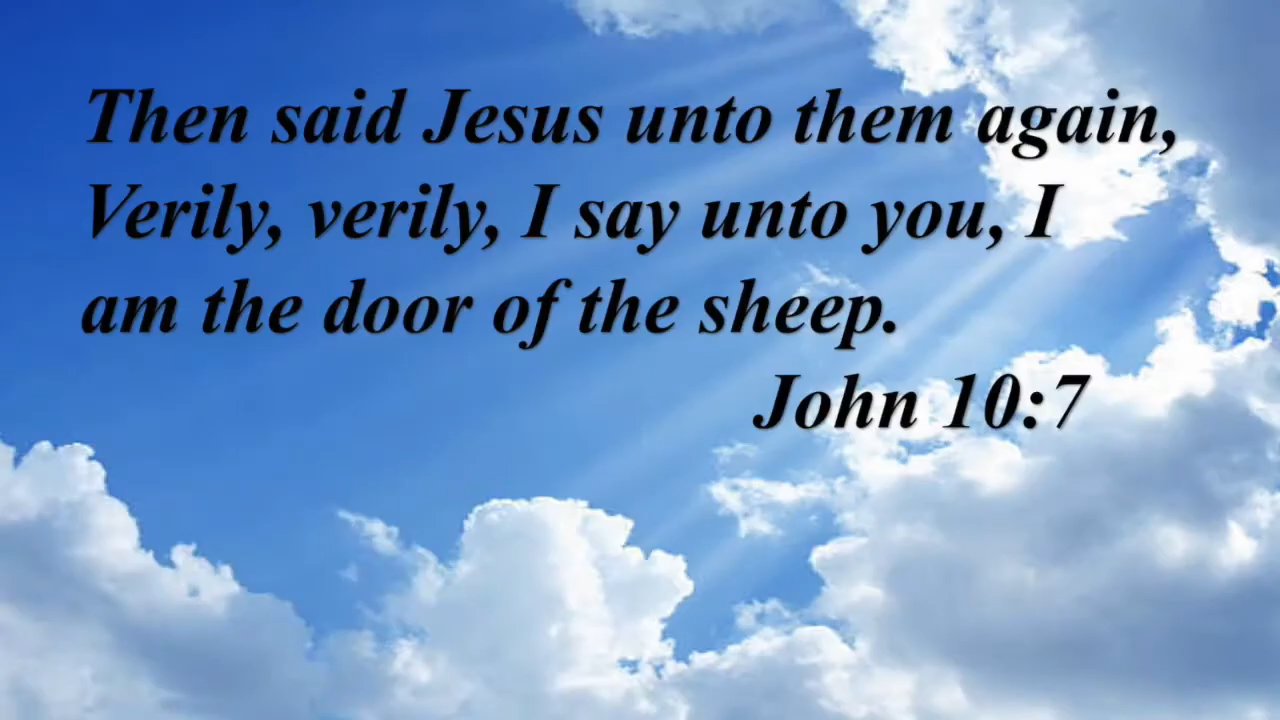 Then said Jesus unto them again,
Verily, verily, I say unto you, I
am the door of the sheep.
John 10:7